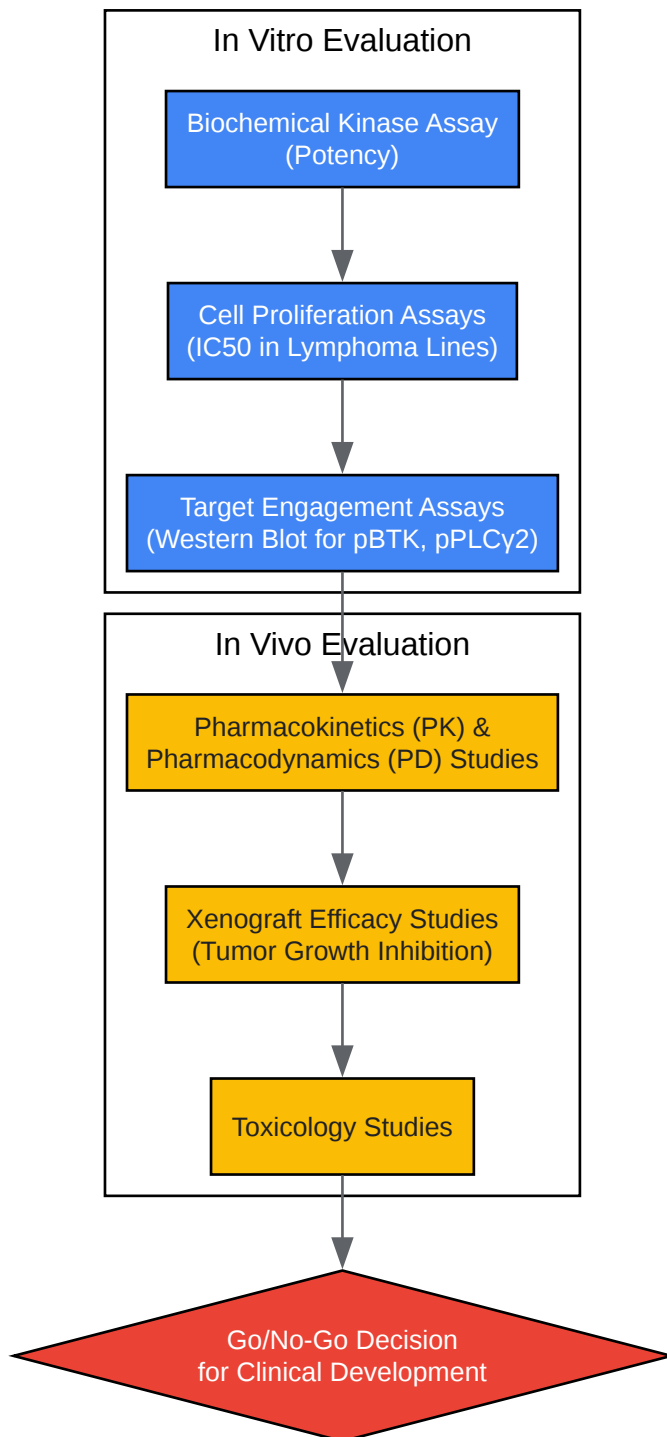 In Vitro Evaluation
Biochemical Kinase Assay
(Potency)
Cell Proliferation Assays
(IC50 in Lymphoma Lines)
Target Engagement Assays
(Western Blot for pBTK, pPLCγ2)
In Vivo Evaluation
Pharmacokinetics (PK) &
Pharmacodynamics (PD) Studies
Xenograft Efficacy Studies
(Tumor Growth Inhibition)
Toxicology Studies
Go/No-Go Decision
for Clinical Development